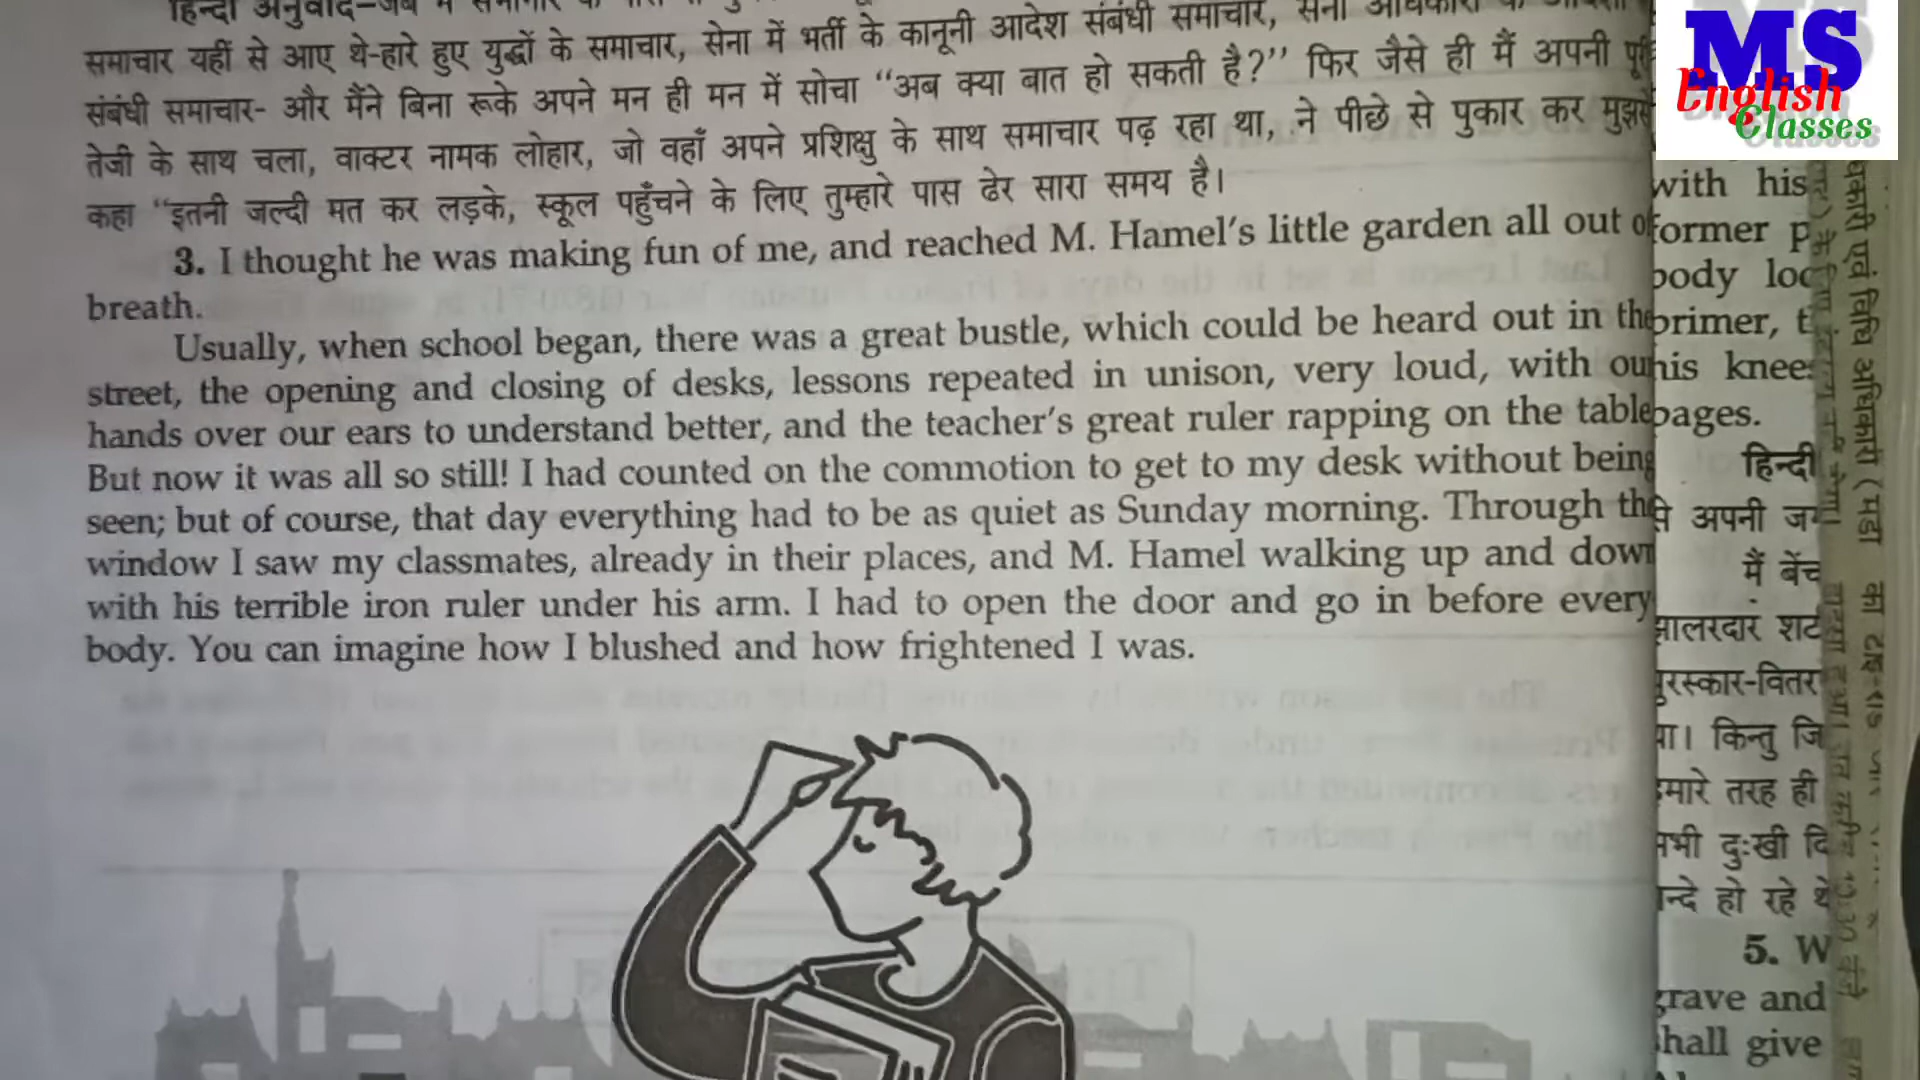 हिन्दी अनुवाद–जब मैं
समाचार यहीं से आए थे-हारे हुए युद्धों के समाचार, सेना में भर्ती के कानूनी आदेश संबंधी समाचार, सेना
संबंधी समाचार- और मैंने बिना रूके अपने मन ही मन में सोचा “अब क्या बात हो सकती है?” फिर जैसे ही मैं अपनी
तेजी के साथ चला, वाक्टर नामक लोहार, जो वहाँ अपने प्रशिक्षु के साथ समाचार पढ़ रहा था, ने पीछे से पुकार कर
कहा “इतनी जल्दी मत कर लड़के, स्कूल पहुँचने के लिए तुम्हारे पास ढेर सारा समय है।
3. I thought he was making fun of me, and reached M. Hamel’s little garden all out
breath.
Usually, when school began, there was a great bustle, which could be heard out in the
street, the opening and closing of desks, lessons repeated in unison, very loud, with
hands over our ears to understand better, and the teacher’s great ruler rapping on the table
But now it was all so still! I had counted on the commotion to get to my desk without being
seen; but of course, that day everything had to be as quiet as Sunday morning. Through
window I saw my classmates, already in their places, and M. Hamel walking up and down
with his terrible iron ruler under his arm. I had to open the door and go in before every
body. You can imagine how I blushed and how frightened I was.
MS
English
Classes
with his
former
body
primer,
his
pages.
हिन्दी
से अपनी
मैं बेंच
झालरदार
पुरस्कार-वितर
था। किन्तु
हमारे तरह ही
सभी दुःखी
गन्दे हो रहे थे
5. W
grave and
shall give